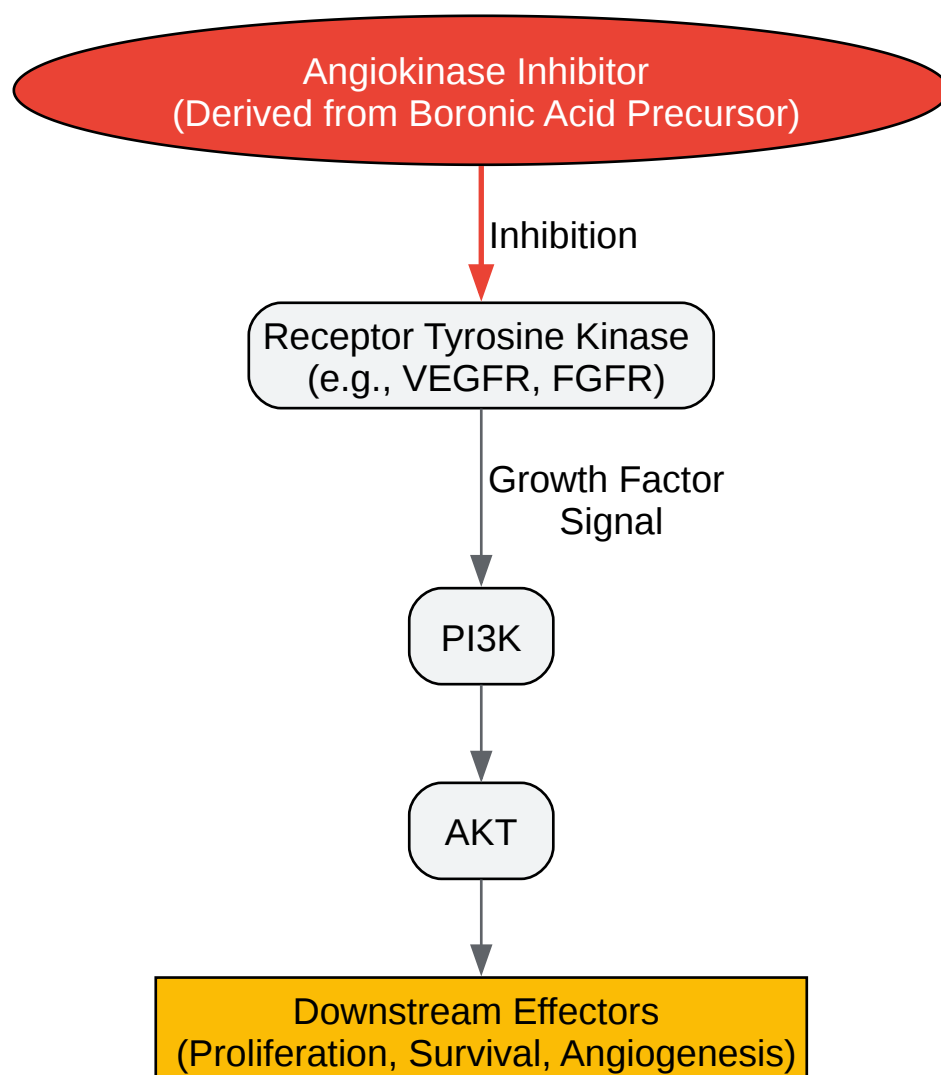 Angiokinase Inhibitor
(Derived from Boronic Acid Precursor)
Inhibition
Receptor Tyrosine Kinase
(e.g., VEGFR, FGFR)
Growth Factor
Signal
PI3K
AKT
Downstream Effectors
(Proliferation, Survival, Angiogenesis)